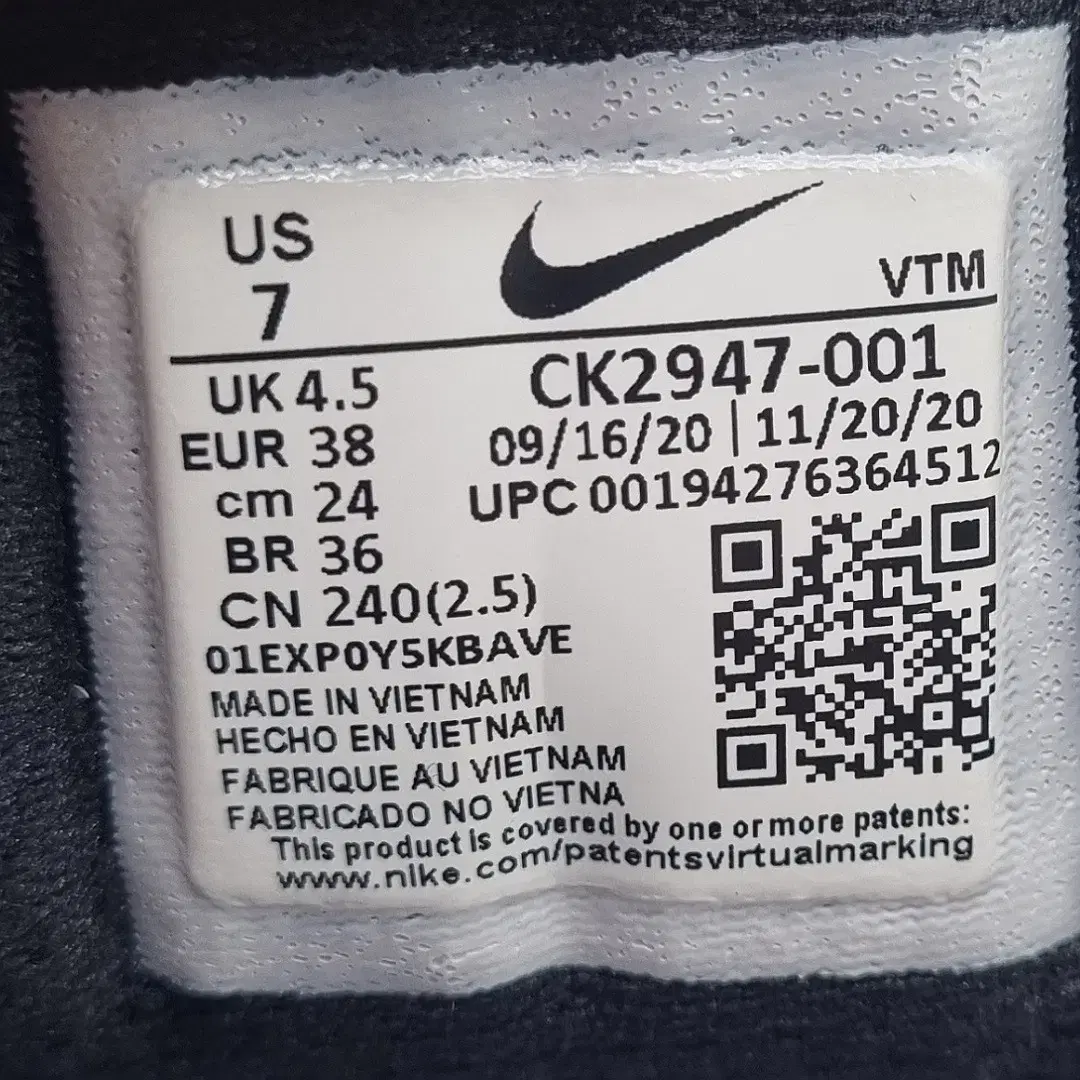 US
7
VTM
UK 4.5
EUR 38
cm 24
BR 36
CN 240(2.5)
CK2947-001
09/16/20 | 11/20/20
UPC 00194276364512
01EXP0Y5KBAVE
MADE IN VIETNAM
HECHO EN VIETNAM
FABRIQUE AU VIETNAM
FABRICADO NO VIETNA
This product is covered by one or more patents:
www.nike.com/patentsvirtualmarking